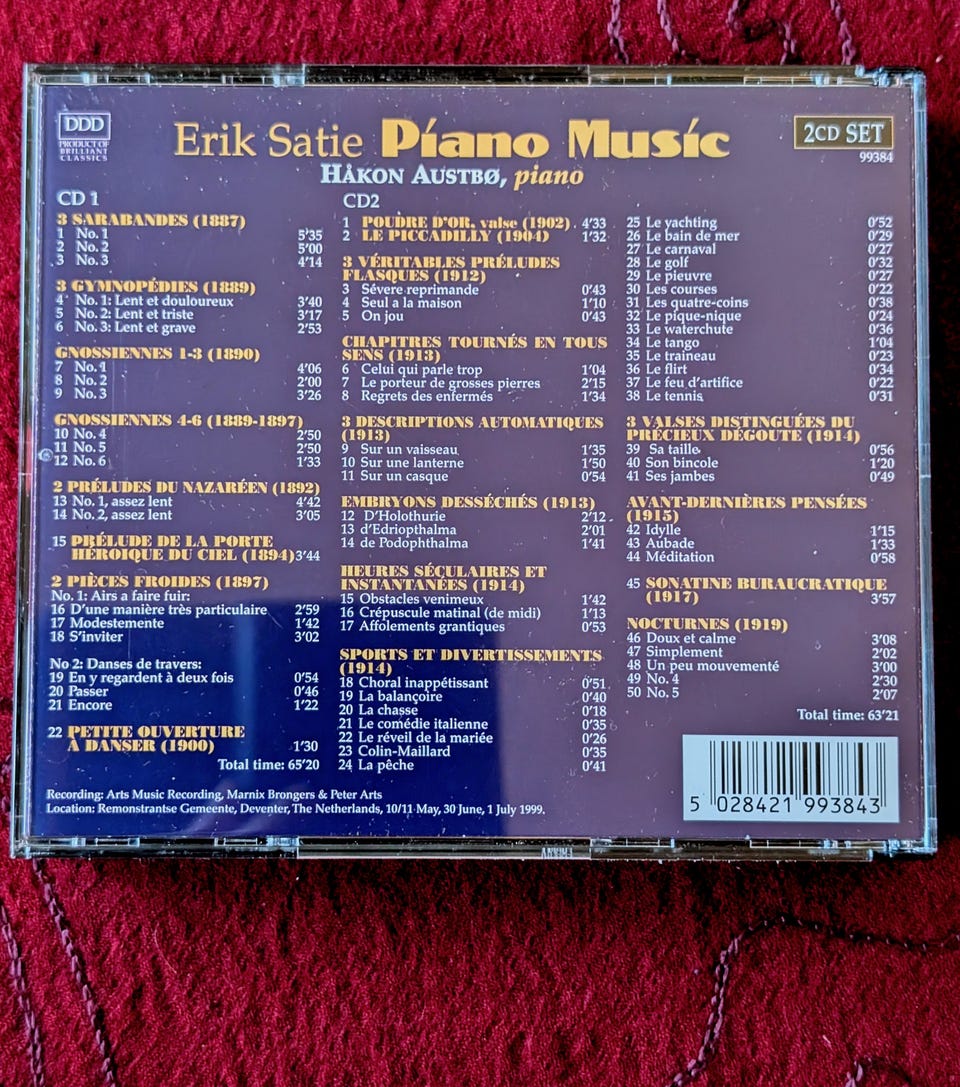 DDD
PRODUCT OF
BRILLIANT
CLASSICS
Erik Satie Piano Music
HÅKON AUSTBØ, piano
2CD SET
99384
CD 1
3 SARABANDES (1887)
1 No. 1 5'35
2 No. 2 5'00
3 No. 3 4'14
3 GYMNOPÉDIES (1889)
4 No. 1: Lent et douloureux 3'40
5 No. 2: Lent et triste 3'17
6 No. 3: Lent et grave 2'53
GNOSSIENNES 1-3 (1890)
7 No. 1 4'06
8 No. 2 2'00
9 No. 3 3'26
GNOSSIENNES 4-6 (1889-1897)
10 No. 4 2'50
11 No. 5 2'50
12 No. 6 1'33
2 PRÉLUDES DU NAZARÉEN (1892)
13 No. 1, assez lent 4'42
14 No. 2, assez lent 3'05
15 PRÉLUDE DE LA PORTE
HÉROIQUE DU CIEL (1894) 3'44
2 PIÈCES FROIDES (1897)
No. 1: Airs a faire fuir:
16 D'une manière très particulaire 2'59
17 Modestemente 1'42
18 S'inviter 3'02
No 2: Danses de travers:
19 En y regardent à deux fois 0'54
20 Passer 0'46
21 Encore 1'22
22 PETITE OUVERTURE
À DANSER (1900) 1'30
Total time: 65'20
CD2
1 POUDRE D'OR, valse (1902) 4'33
2 LE PICCADILLY (1904) 1'32
3 VÉRITABLES PRÉLUDES
FLASQUES (1912)
3 Sévere reprimande 0'43
4 Seul a la maison 1'10
5 On jou 0'43
CHAPITRES TOURNÉS EN TOUS
SENS (1913)
6 Celui qui parle trop 1'04
7 Le porteur de grosses pierres 2'15
8 Regrets des enfermés 1'34
3 DESCRIPTIONS AUTOMATIQUES
(1913)
9 Sur un vaisseau 1'35
10 Sur une lanterne 1'50
11 Sur un casque 0'54
EMBRYONS DESSÉCHÉS (1913)
12 D'Holothurie 2'12
13 d'Edriopthalma 2'01
14 de Podophthalma 1'41
HEURES SÉCULAIRES ET
INSTANTANÉES (1914)
15 Obstacles venimeux 1'42
16 Crépuscule matinal (de midi) 1'13
17 Affolements grantiques 0'53
SPORTS ET DIVERTISSEMENTS
(1914)
18 Choral inappétissant 0'51
19 La balançoire 0'40
20 La chasse 0'18
21 Le comédie italienne 0'35
22 Le réveil de la mariée 0'26
23 Colin-Maillard 0'35
24 La pêche 0'41
25 Le yachting 0'52
26 Le bain de mer 0'29
27 Le carnaval 0'27
28 Le golf 0'32
29 Le pieuvre 0'27
30 Les courses 0'22
31 Les quatre-coins 0'38
32 Le pique-nique 0'24
33 Le waterchute 0'36
34 Le tango 1'04
35 Le traineau 0'23
36 Le flirt 0'34
37 Le feu d'artifice 0'22
38 Le tennis 0'31
3 VALSES DISTINGUÉES DU
PRÉCIEUX DÉGOUTE (1914)
39 Sa taille 0'56
40 Son bincole 1'20
41 Ses jambes 0'49
AVANT-DERNIÈRES PENSÉES
(1915)
42 Idylle 1'15
43 Aubade 1'33
44 Méditation 0'58
45 SONATINE BURAUCRATIQUE
(1917) 3'57
NOCTURNES (1919)
46 Doux et calme 3'08
47 Simplement 2'02
48 Un peu mouvementé 3'00
49 No. 4 2'30
50 No. 5 2'07
Total time: 63'21
Recording: Arts Music Recording, Marnix Brongers & Peter Arts
Location: Remonstrantse Gemeente, Deventer, The Netherlands, 10/11 May, 30 June, 1 July 1999.
5 028421 993843